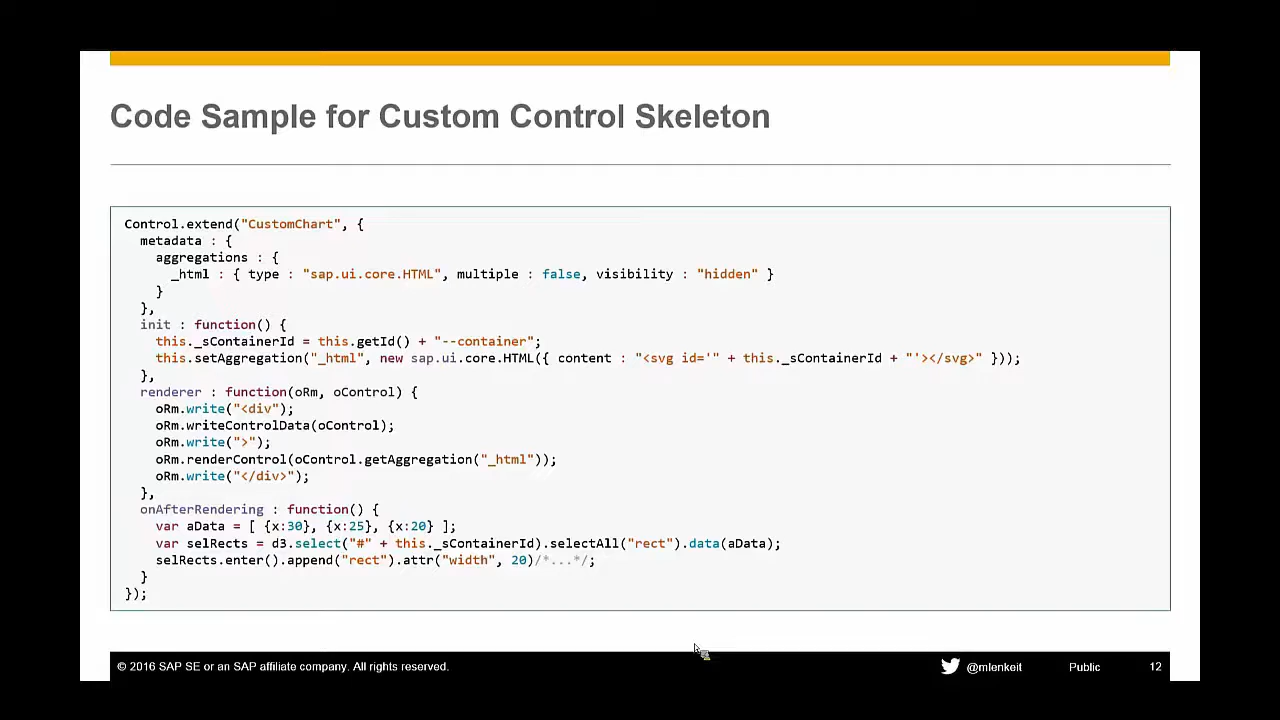 Code Sample for Custom Control Skeleton
Control.extend("CustomChart", {
  metadata : {
    aggregations : {
      _html : { type : "sap.ui.core.HTML", multiple : false, visibility : "hidden" }
    }
  },
  init : function() {
    this._sContainerId = this.getId() + "--container";
    this.setAggregation("_html", new sap.ui.core.HTML({ content : "<svg id='" + this._sContainerId + "'></svg>" }));
  },
  renderer : function(oRm, oControl) {
    oRm.write("<div");
    oRm.writeControlData(oControl);
    oRm.write(">");
    oRm.renderControl(oControl.getAggregation("_html"));
    oRm.write("</div>");
  },
  onAfterRendering : function() {
    var aData = [ {x:30}, {x:25}, {x:20} ];
    var selRects = d3.select("#" + this._sContainerId).selectAll("rect").data(aData);
    selRects.enter().append("rect").attr("width", 20)/*...*/;
  }
});
© 2016 SAP SE or an SAP affiliate company. All rights reserved. @mlenkeit Public 12